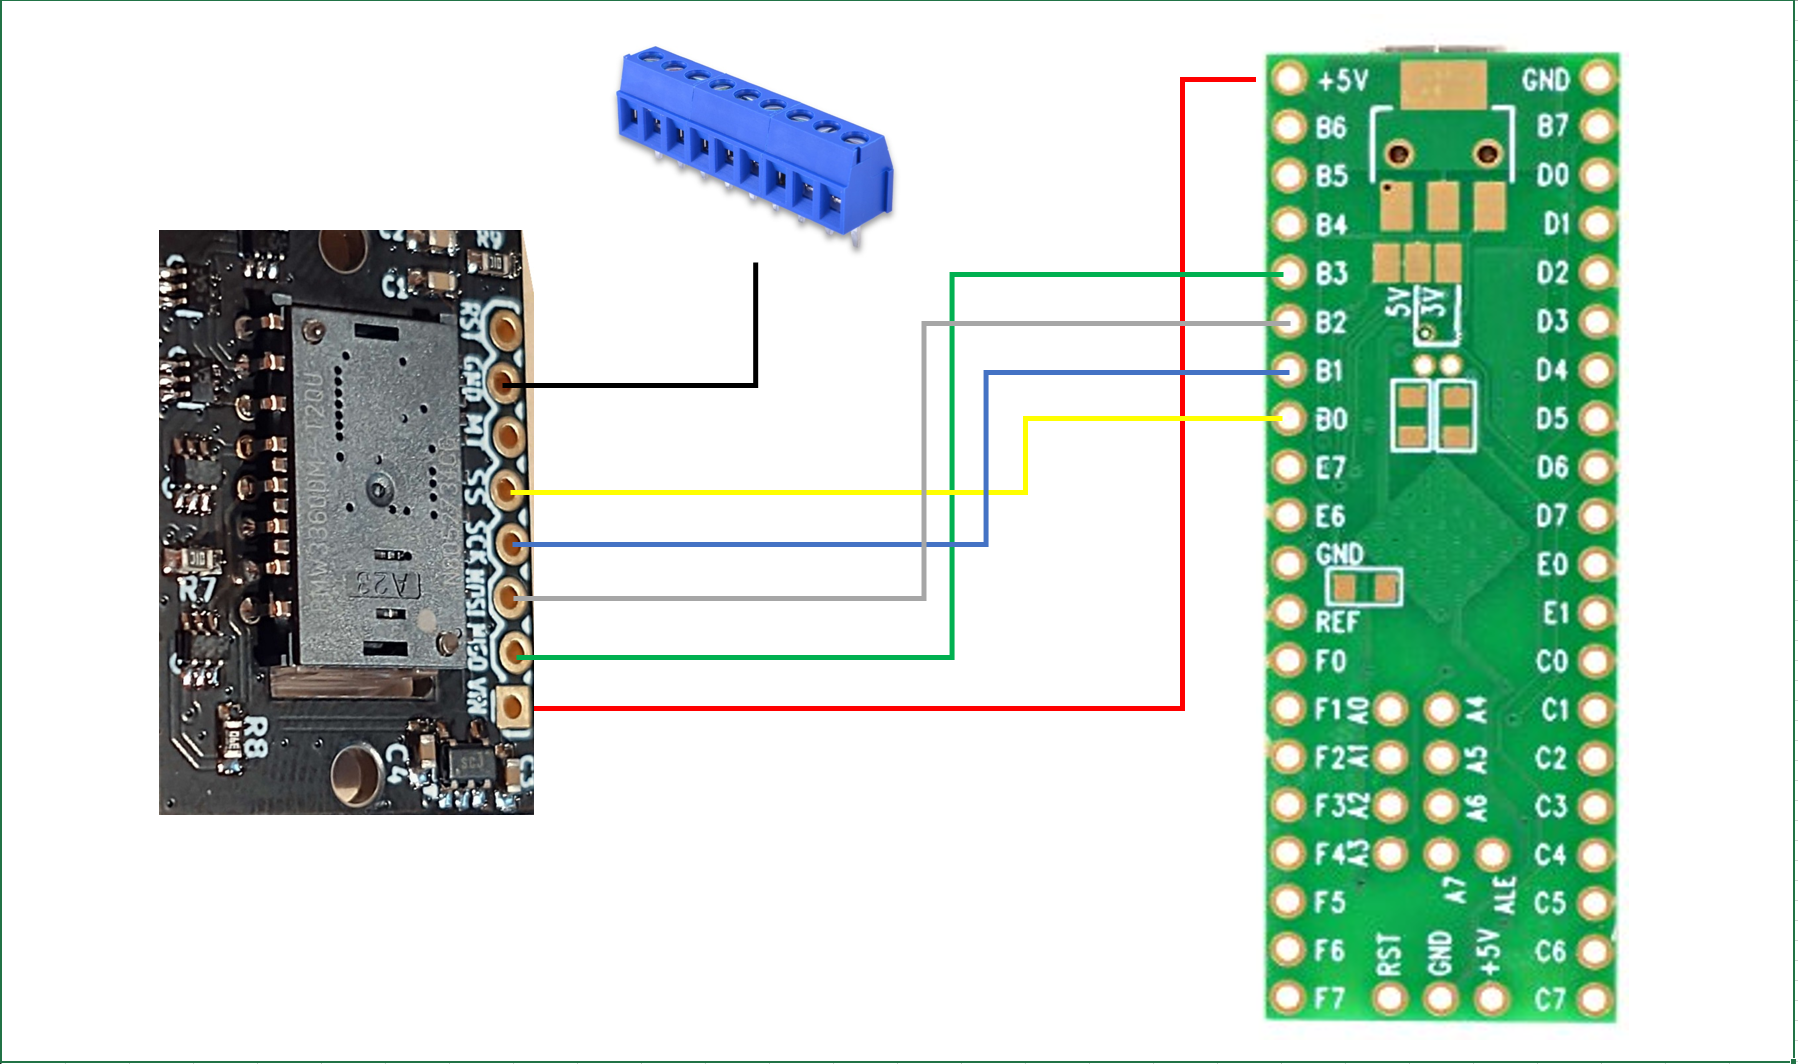 C2
R9
C1
RST
GND
MT
SS
SCK
MOSI
MISO
VIN
PMW3360DM-T2QU
A23
R7
R8
C4
C3
+5V
GND
B6
B7
B5
D0
B4
D1
B3
D2
5V
3V
B2
D3
B1
D4
B0
D5
E7
D6
E6
D7
GND
E0
REF
E1
F0
C0
F1
A0
A4
C1
F2
A1
A5
C2
F3
A2
A6
C3
F4
A3
C4
A7
ALE
F5
C5
F6
RST
GND
+5V
C6
F7
C7